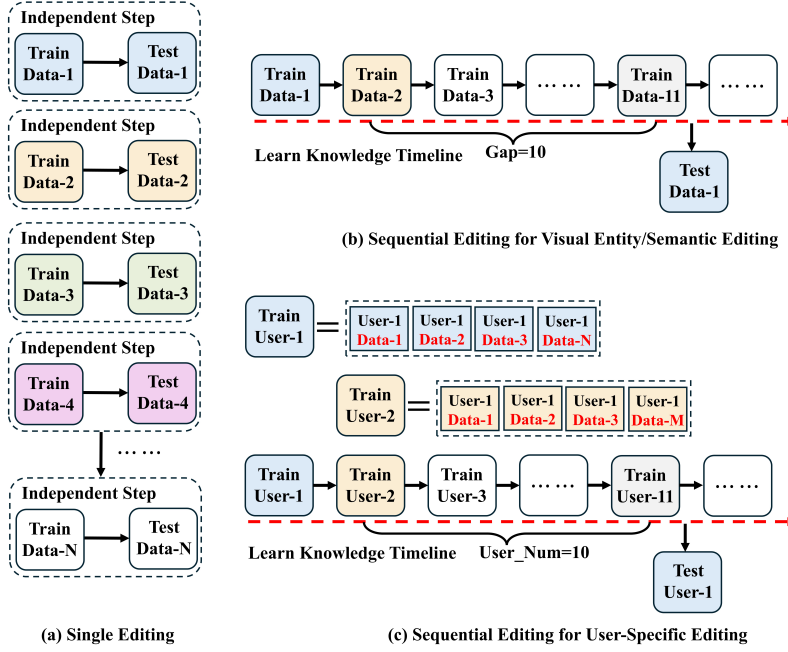 Independent Step
Train Data-1
Test Data-1
Independent Step
Train Data-2
Test Data-2
Independent Step
Train Data-3
Test Data-3
Independent Step
Train Data-4
Test Data-4
... ...
Independent Step
Train Data-N
Test Data-N
(a) Single Editing
Train Data-1
Train Data-2
Train Data-3
... ...
Train Data-11
... ...
Learn Knowledge Timeline
Gap=10
Test Data-1
(b) Sequential Editing for Visual Entity/Semantic Editing
Train User-1
=
User-1 Data-1
User-1 Data-2
User-1 Data-3
User-1 Data-N
Train User-2
=
User-1 Data-1
User-1 Data-2
User-1 Data-3
User-1 Data-M
Train User-1
Train User-2
Train User-3
... ...
Train User-11
... ...
Learn Knowledge Timeline
User_Num=10
Test User-1
(c) Sequential Editing for User-Specific Editing